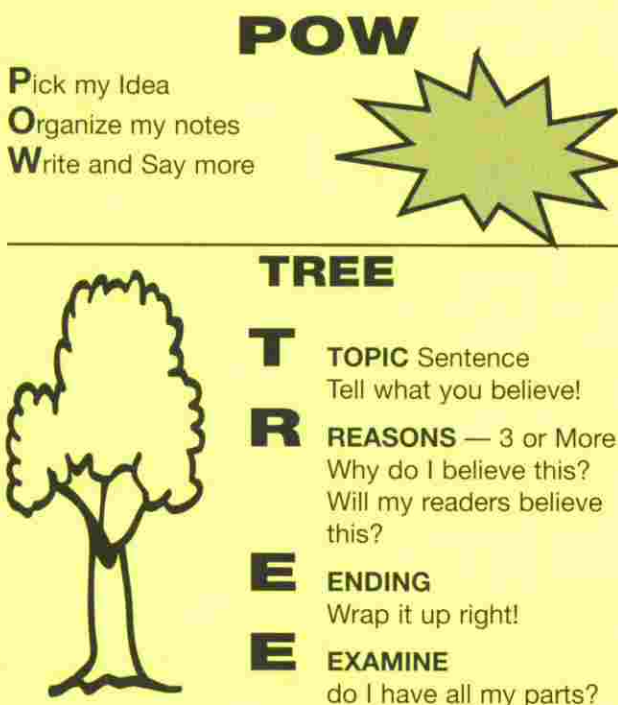 POW
Pick my Idea
Organize my notes
Write and Say more
TREE
T TOPIC Sentence
Tell what you believe!
R REASONS — 3 or More
Why do I believe this?
Will my readers believe
this?
E ENDING
Wrap it up right!
E EXAMINE
do I have all my parts?